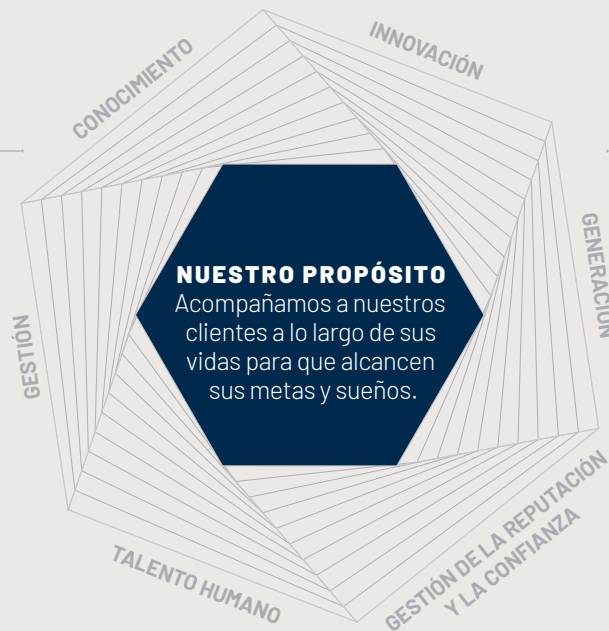 CONOCIMIENTO
INNOVACIÓN
NUESTRO PROPÓSITO
Acompañamos a nuestros
clientes a lo largo de sus
vidas para que alcancen
sus metas y sueños.
GENERACIÓN
GESTIÓN
GESTIÓN DE LA REPUTACIÓN
Y LA CONFIANZA
TALENTO HUMANO